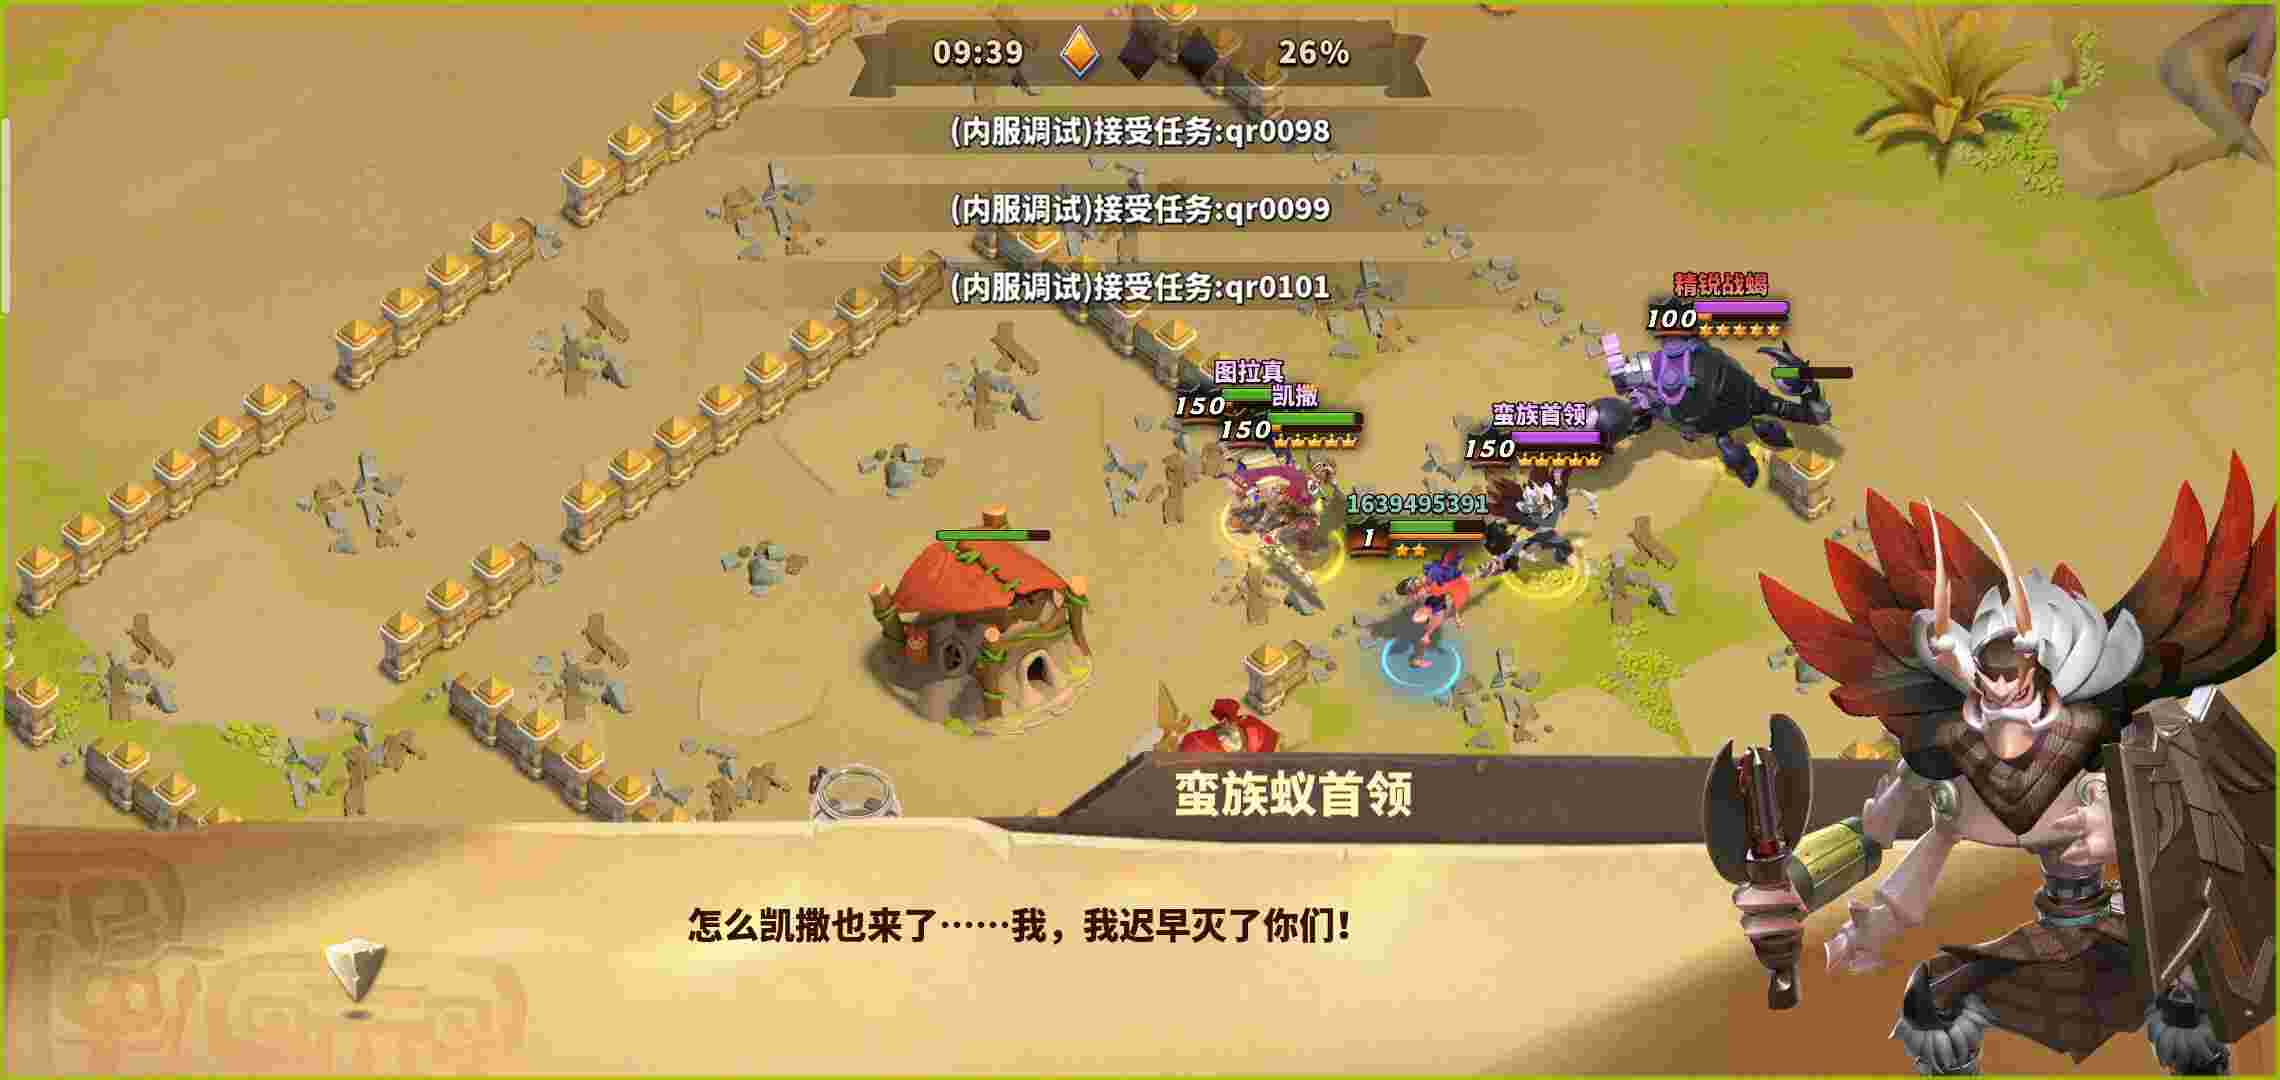 09:39 26%
(内服调试)接受任务:qr0098
(内服调试)接受任务:qr0099
(内服调试)接受任务:qr0101
精锐战蝎
100
图拉真
150
凯撒
150
蛮族首领
150
1639495391
1
蛮族蚁首领
怎么凯撒也来了……我，我迟早灭了你们！